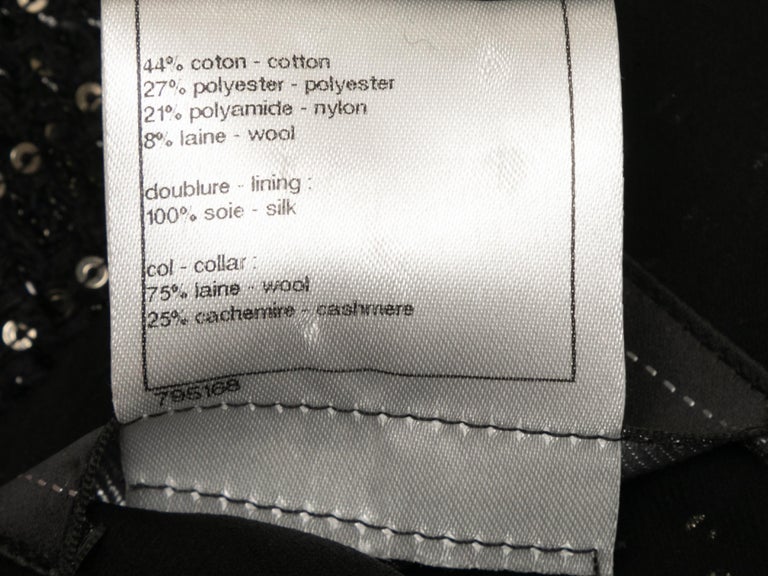 44% coton - cotton
27% polyester - polyester
21% polyamide - nylon
8% laine - wool
doublure - lining :
100% soie - silk
col - collar :
75% laine - wool
25% cachemire - cashmere
795168